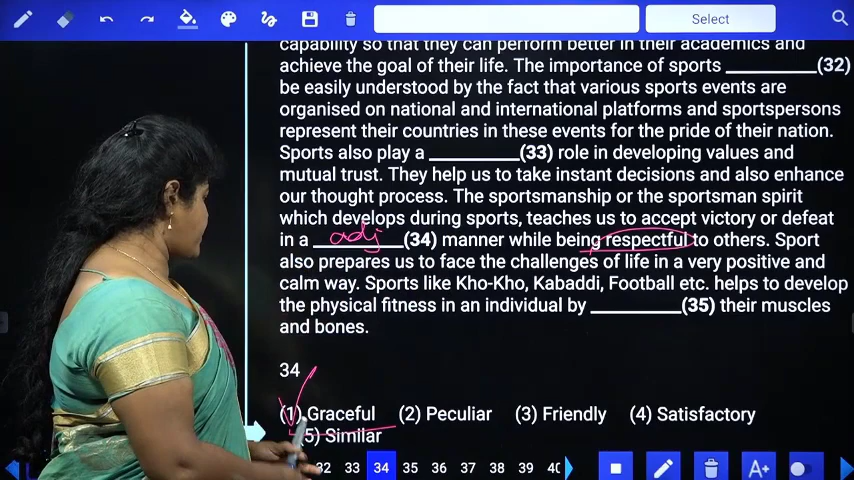 Select
capability so that they can perform better in their academics and
achieve the goal of their life. The importance of sports __________(32)
be easily understood by the fact that various sports events are
organised on national and international platforms and sportspersons
represent their countries in these events for the pride of their nation.
Sports also play a __________(33) role in developing values and
mutual trust. They help us to take instant decisions and also enhance
our thought process. The sportsmanship or the sportsman spirit
which develops during sports, teaches us to accept victory or defeat
in a adj (34) manner while being respectful to others. Sport
also prepares us to face the challenges of life in a very positive and
calm way. Sports like Kho-Kho, Kabaddi, Football etc. helps to develop
the physical fitness in an individual by __________(35) their muscles
and bones.
34
(1) Graceful (2) Peculiar (3) Friendly (4) Satisfactory
(5) Similar
32 33 34 35 36 37 38 39 40
A+